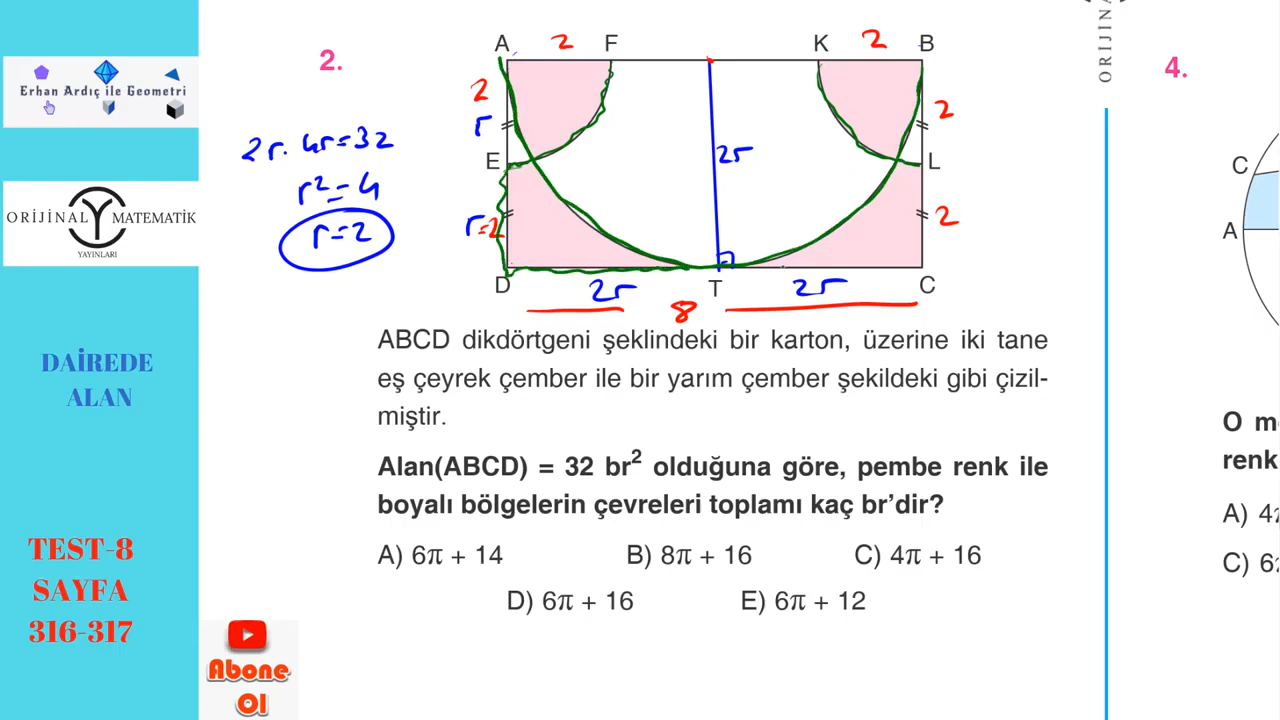 Erhan Ardıç ile Geometri
ORİJİNAL MATEMATİK
YAYINLARI
DAİREDE
ALAN
TEST-8
SAYFA
316-317
Abone
Ol
2.
2r. 4r=32
r²=4
r=2
A 2 F K 2 B
2 2
r
2r
E L
r=2 2
D 2r T 2r C
8
ABCD dikdörtgeni şeklindeki bir karton, üzerine iki tane
eş çeyrek çember ile bir yarım çember şekildeki gibi çizil-
miştir.
Alan(ABCD) = 32 br² olduğuna göre, pembe renk ile
boyalı bölgelerin çevreleri toplamı kaç br’dir?
A) 6π + 14 B) 8π + 16 C) 4π + 16
D) 6π + 16 E) 6π + 12
ORIJINA
4.
C
A
O m
renk
A) 4
C) 6